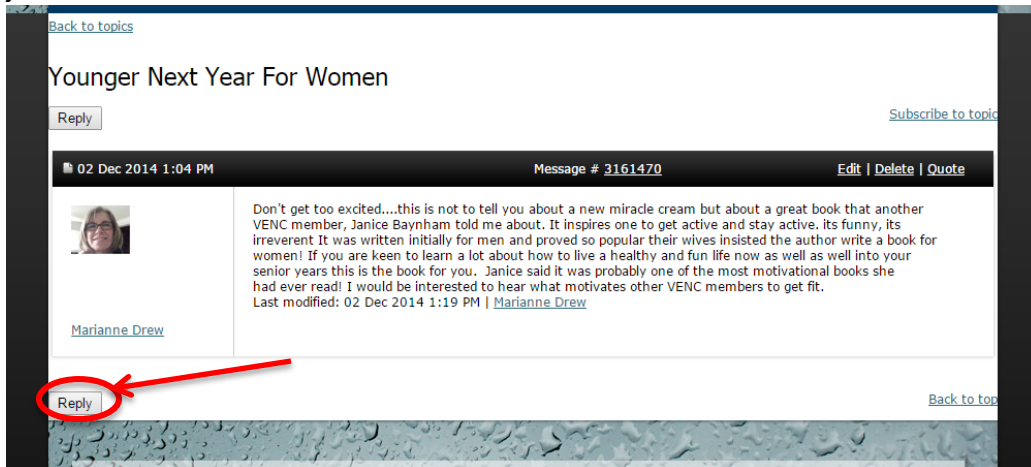 Back to topics
Younger Next Year For Women
Reply
Subscribe to topic
02 Dec 2014 1:04 PM
Message # 3161470
Edit | Delete | Quote
Don't get too excited....this is not to tell you about a new miracle cream but about a great book that another
VENC member, Janice Baynham told me about. It inspires one to get active and stay active. its funny, its
irreverent It was written initially for men and proved so popular their wives insisted the author write a book for
women! If you are keen to learn a lot about how to live a healthy and fun life now as well as well into your
senior years this is the book for you.  Janice said it was probably one of the most motivational books she
had ever read! I would be interested to hear what motivates other VENC members to get fit.
Last modified: 02 Dec 2014 1:19 PM | Marianne Drew
Marianne Drew
Reply
Back to top